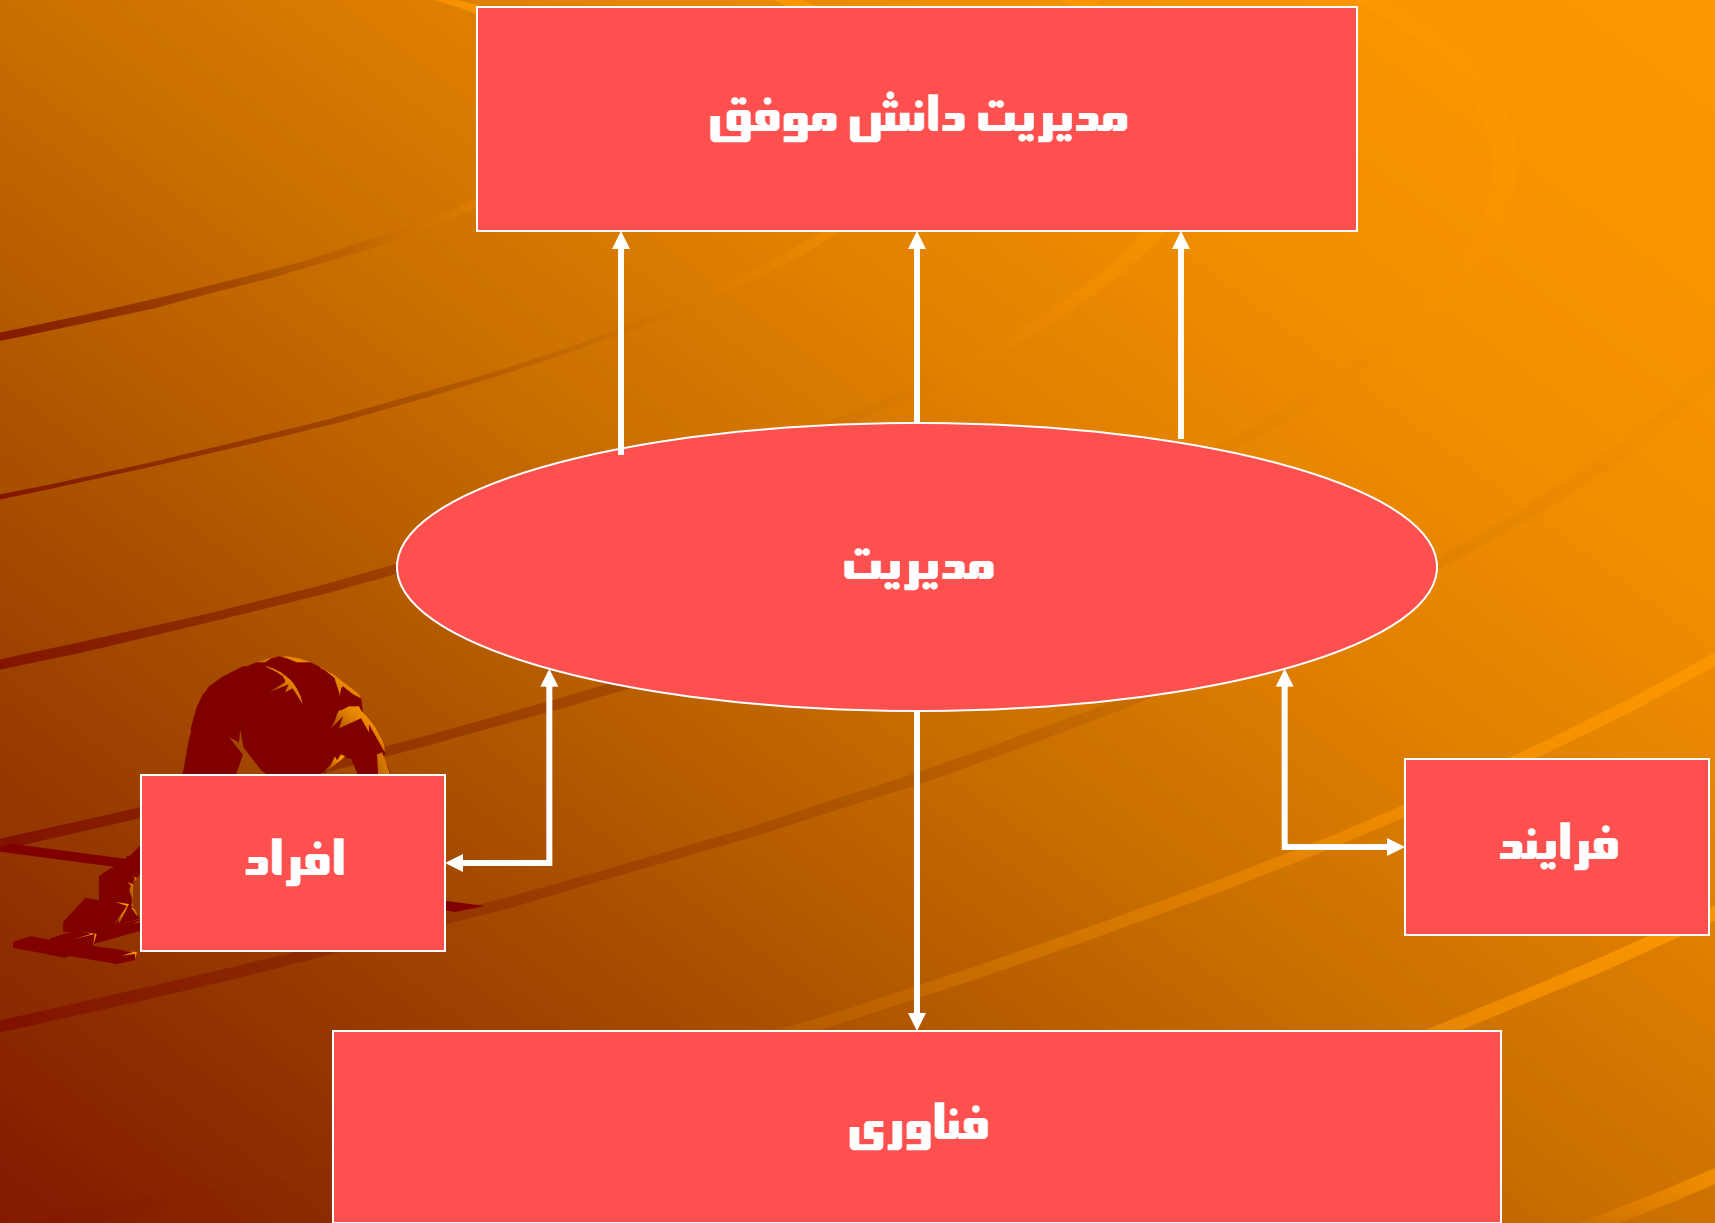 مدیریت دانش موفق
مدیریت
فرایند
افراد
فناوری